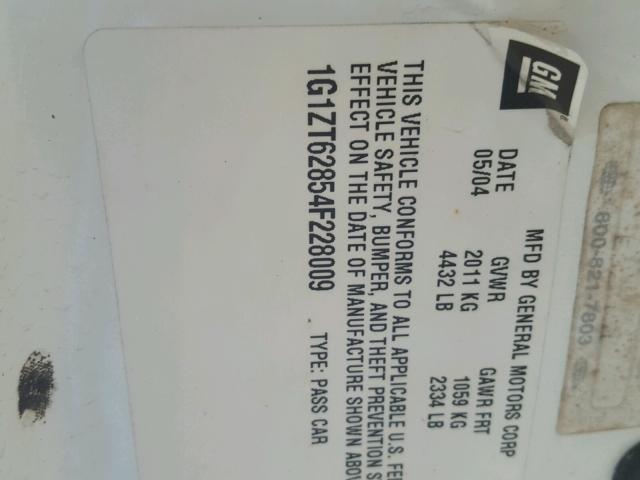 GM
MFD BY GENERAL MOTORS CORP
DATE GVWR GAWR FRT
05/04 2011 KG 1059 KG
4432 LB 2334 LB
THIS VEHICLE CONFORMS TO ALL APPLICABLE U.S. FE
VEHICLE SAFETY, BUMPER, AND THEFT PREVENTION S
EFFECT ON THE DATE OF MANUFACTURE SHOWN ABOV
1G1ZT62854F228009 TYPE: PASS CAR
800-821-7803